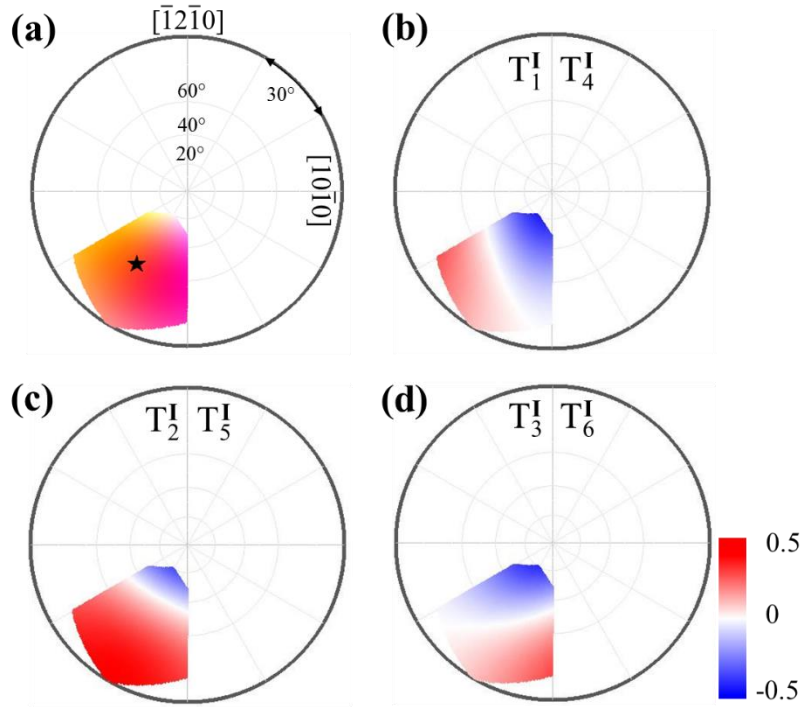 (a)
[1̄21̄0]
60°
40°
20°
30°
[101̄0]
(b)
T₁ᴵ T₄ᴵ
(c)
T₂ᴵ T₅ᴵ
(d)
T₃ᴵ T₆ᴵ
0.5
0
-0.5